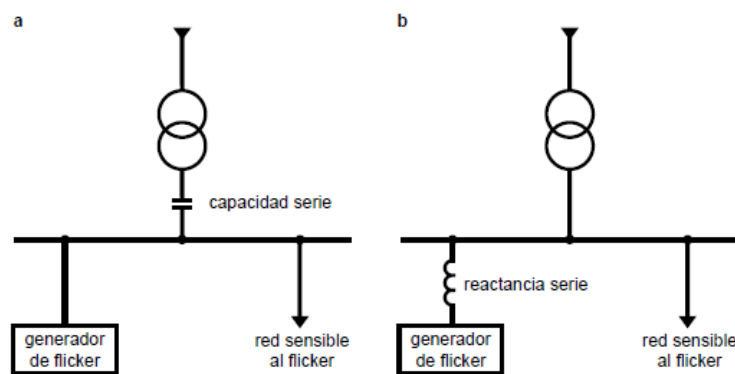 a
capacidad serie
generador
de flicker
red sensible
al flicker
b
reactancia serie
generador
de flicker
red sensible
al flicker